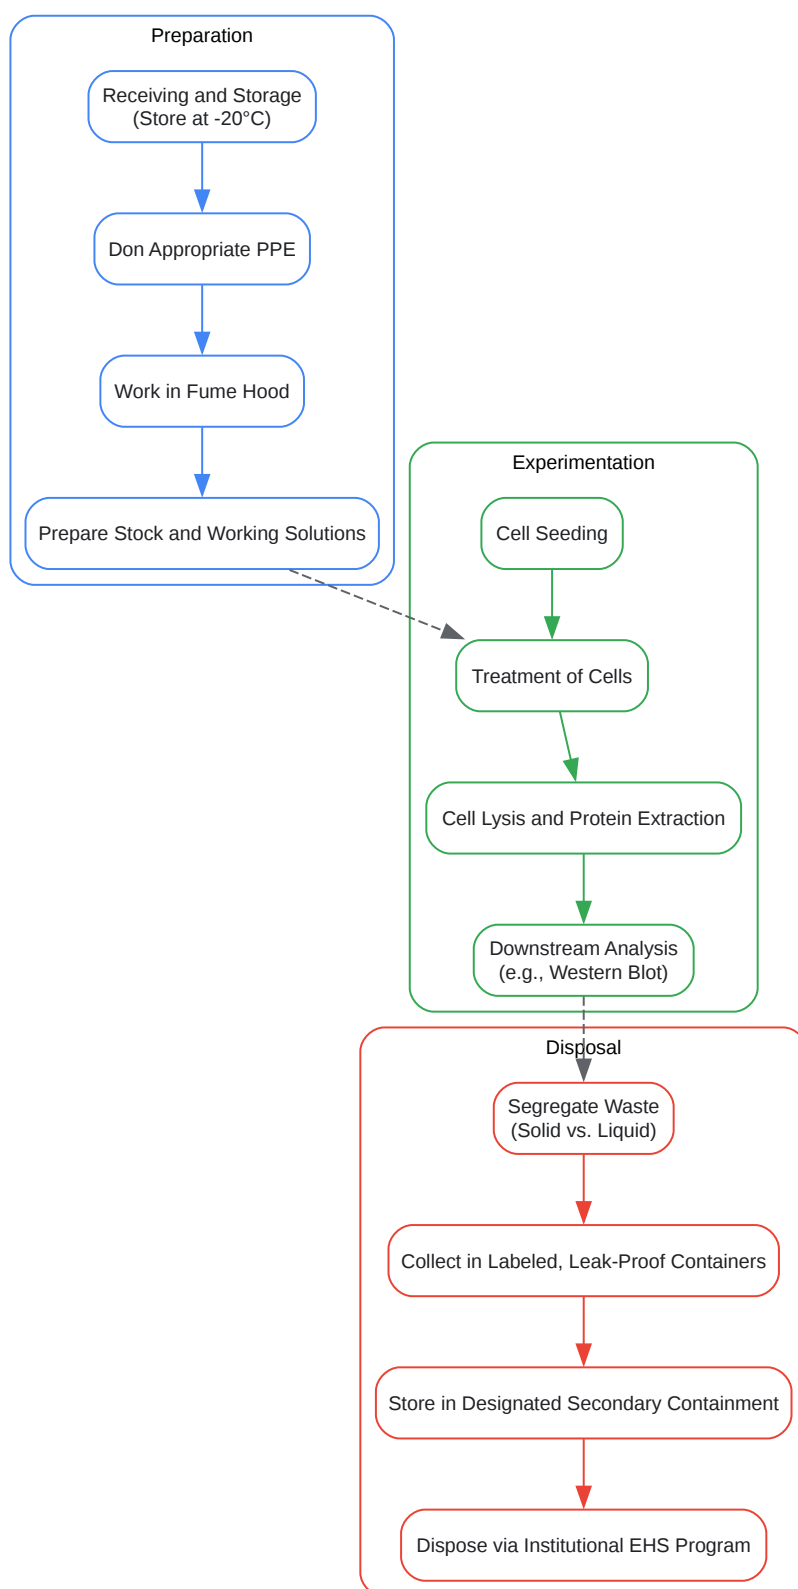 Preparation
Receiving and Storage
(Store at -20°C)
Don Appropriate PPE
Work in Fume Hood
Prepare Stock and Working Solutions
Experimentation
Cell Seeding
Treatment of Cells
Cell Lysis and Protein Extraction
Downstream Analysis
(e.g., Western Blot)
Disposal
Segregate Waste
(Solid vs. Liquid)
Collect in Labeled, Leak-Proof Containers
Store in Designated Secondary Containment
Dispose via Institutional EHS Program